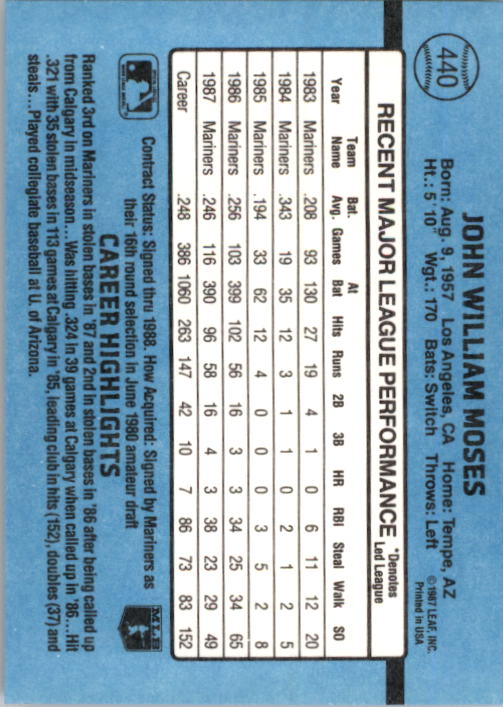 440
JOHN WILLIAM MOSES
Born: Aug. 9, 1957 Los Angeles, CA Home: Tempe, AZ
Ht.: 5' 10" Wgt.: 170 Bats: Switch Throws: Left
©1987 LEAF, INC.
Printed in USA
RECENT MAJOR LEAGUE PERFORMANCE *Denotes Led League
Year Team Name Bat. Avg. Games At Bat Hits Runs 2B 3B HR RBI Steal Walk SO
1983 Mariners .208 93 130 27 19 4 1 0 6 11 12 20
1984 Mariners .343 19 35 12 3 1 1 0 2 1 2 5
1985 Mariners .194 33 62 12 4 0 0 0 3 5 2 8
1986 Mariners .256 103 399 102 56 16 3 3 34 25 34 65
1987 Mariners .246 116 390 96 58 16 4 3 38 23 29 49
Career .248 386 1060 263 147 42 10 7 86 73 83 152
Contract Status: Signed thru 1988. How Acquired: Signed by Mariners as
their 16th round selection in June 1980 amateur draft
MLB
CAREER HIGHLIGHTS
Ranked 3rd on Mariners in stolen bases in '87 and 2nd in stolen bases in '86 after being called up
from Calgary in midseason...Was hitting .324 in 39 games at Calgary when called up in '86...Hit
.321 with 35 stolen bases in 113 games at Calgary in '85, leading club in hits (152), doubles (37) and
steals...Played collegiate baseball at U. of Arizona.